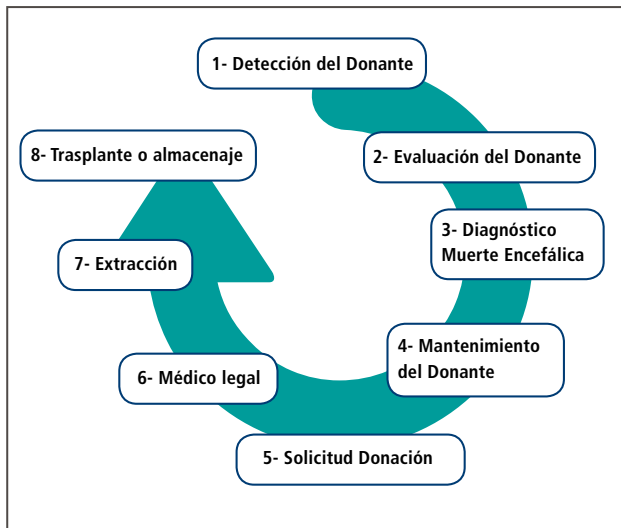 1- Detección del Donante
2- Evaluación del Donante
3- Diagnóstico
Muerte Encefálica
4- Mantenimiento
del Donante
5- Solicitud Donación
6- Médico legal
7- Extracción
8- Trasplante o almacenaje